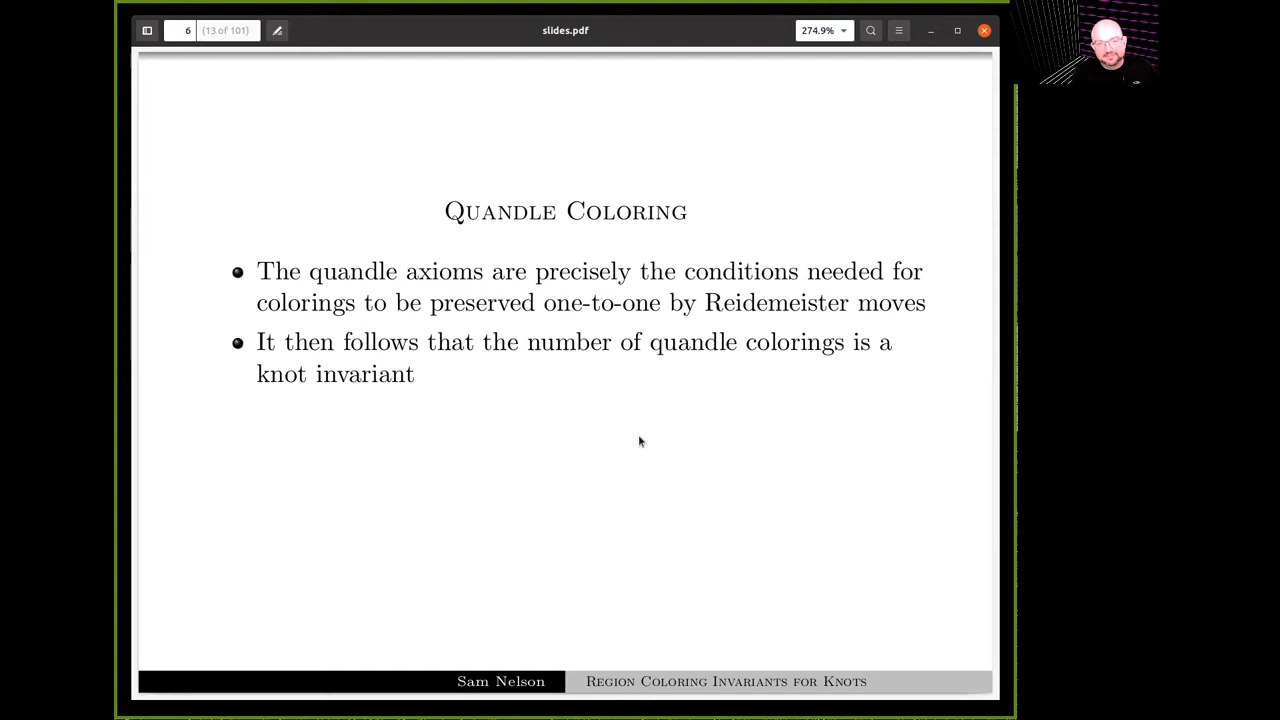 6
(13 of 101)
slides.pdf
274.9%
Quandle Coloring
The quandle axioms are precisely the conditions needed for
colorings to be preserved one-to-one by Reidemeister moves
It then follows that the number of quandle colorings is a
knot invariant
Sam Nelson
Region Coloring Invariants for Knots